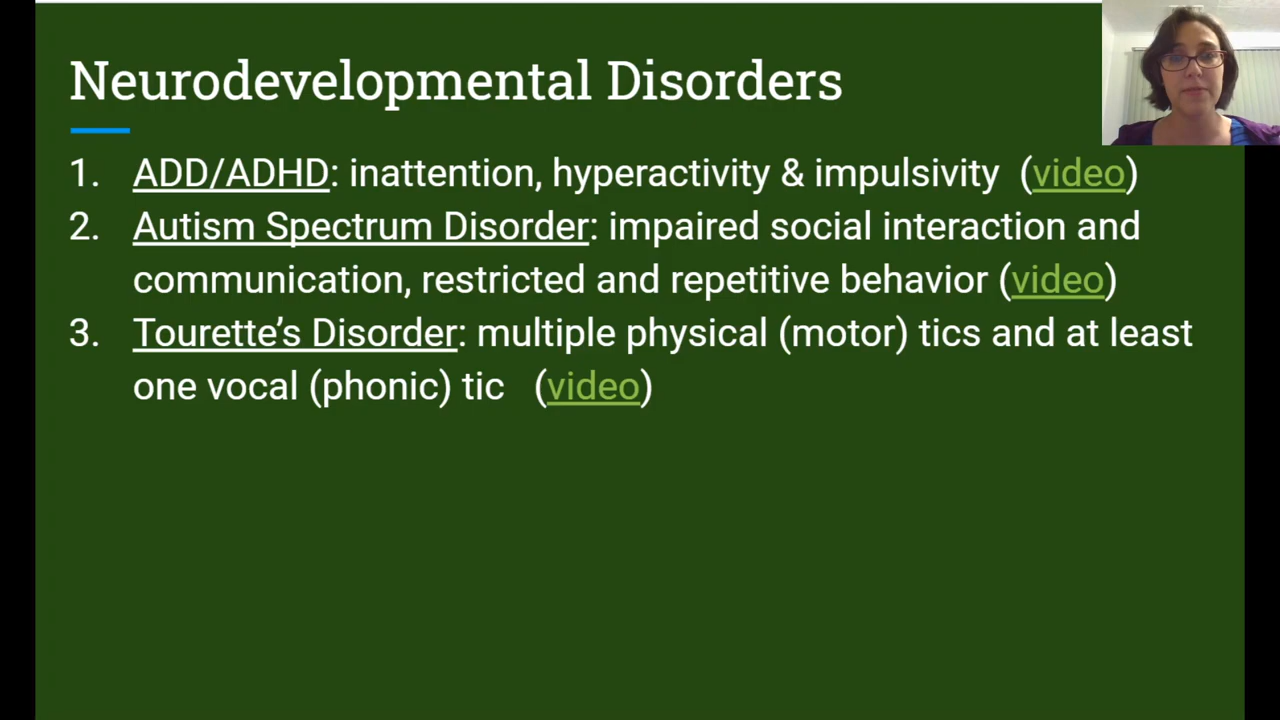 Neurodevelopmental Disorders
1. ADD/ADHD: inattention, hyperactivity & impulsivity (video)
2. Autism Spectrum Disorder: impaired social interaction and
communication, restricted and repetitive behavior (video)
3. Tourette’s Disorder: multiple physical (motor) tics and at least
one vocal (phonic) tic (video)